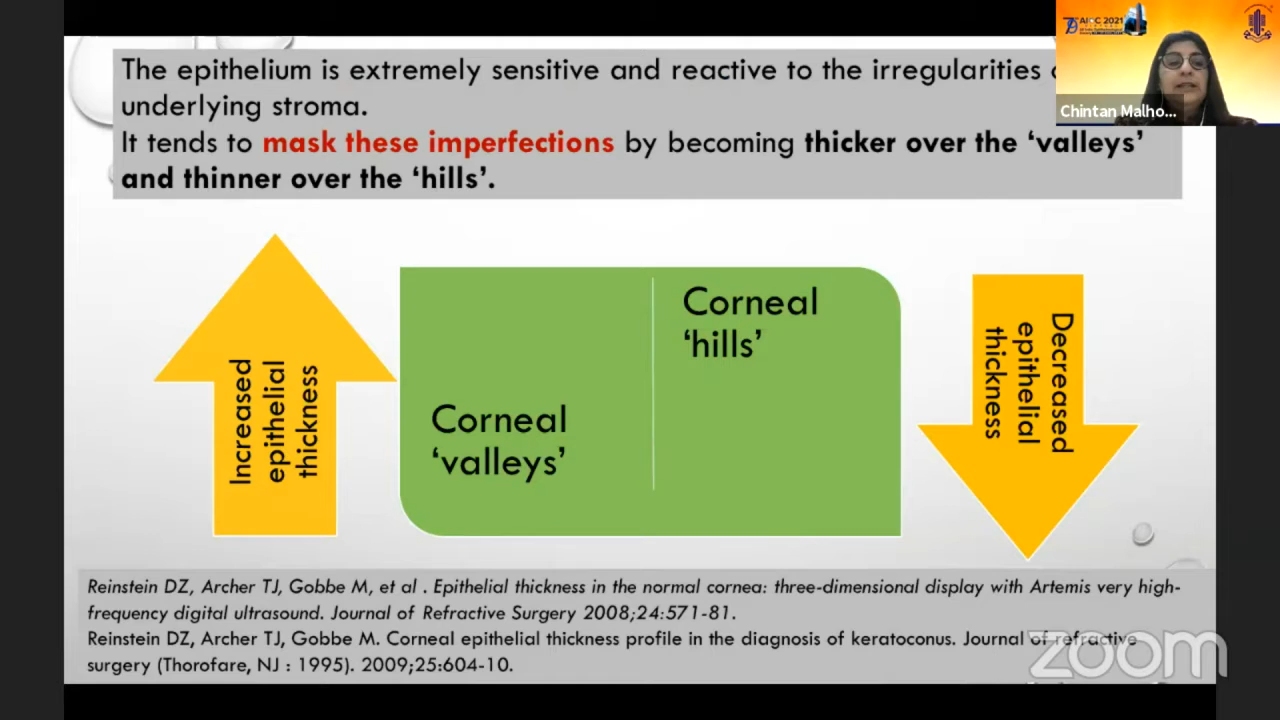 The epithelium is extremely sensitive and reactive to the irregularities
underlying stroma.
It tends to mask these imperfections by becoming thicker over the ‘valleys’
and thinner over the ‘hills’.
AIOC 2021
Chintan Malho...
Increased
epithelial
thickness
Corneal
‘valleys’
Corneal
‘hills’
Decreased
epithelial
thickness
Reinstein DZ, Archer TJ, Gobbe M, et al . Epithelial thickness in the normal cornea: three-dimensional display with Artemis very high-
frequency digital ultrasound. Journal of Refractive Surgery 2008;24:571-81.
Reinstein DZ, Archer TJ, Gobbe M. Corneal epithelial thickness profile in the diagnosis of keratoconus. Journal of refractive
surgery (Thorofare, NJ : 1995). 2009;25:604-10.
zoom